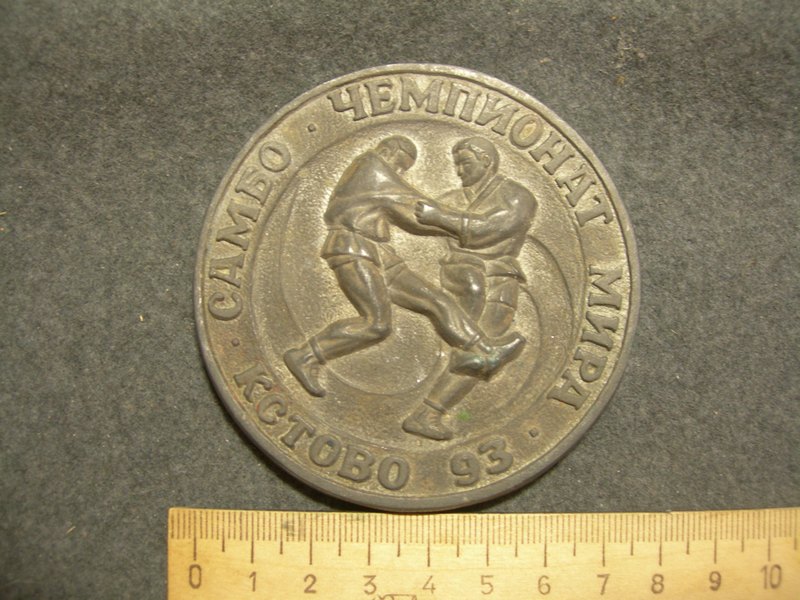 САМБО · ЧЕМПИОНАТ МИРА ·
КСТОВО 93 ·
0 1 2 3 4 5 6 7 8 9 10